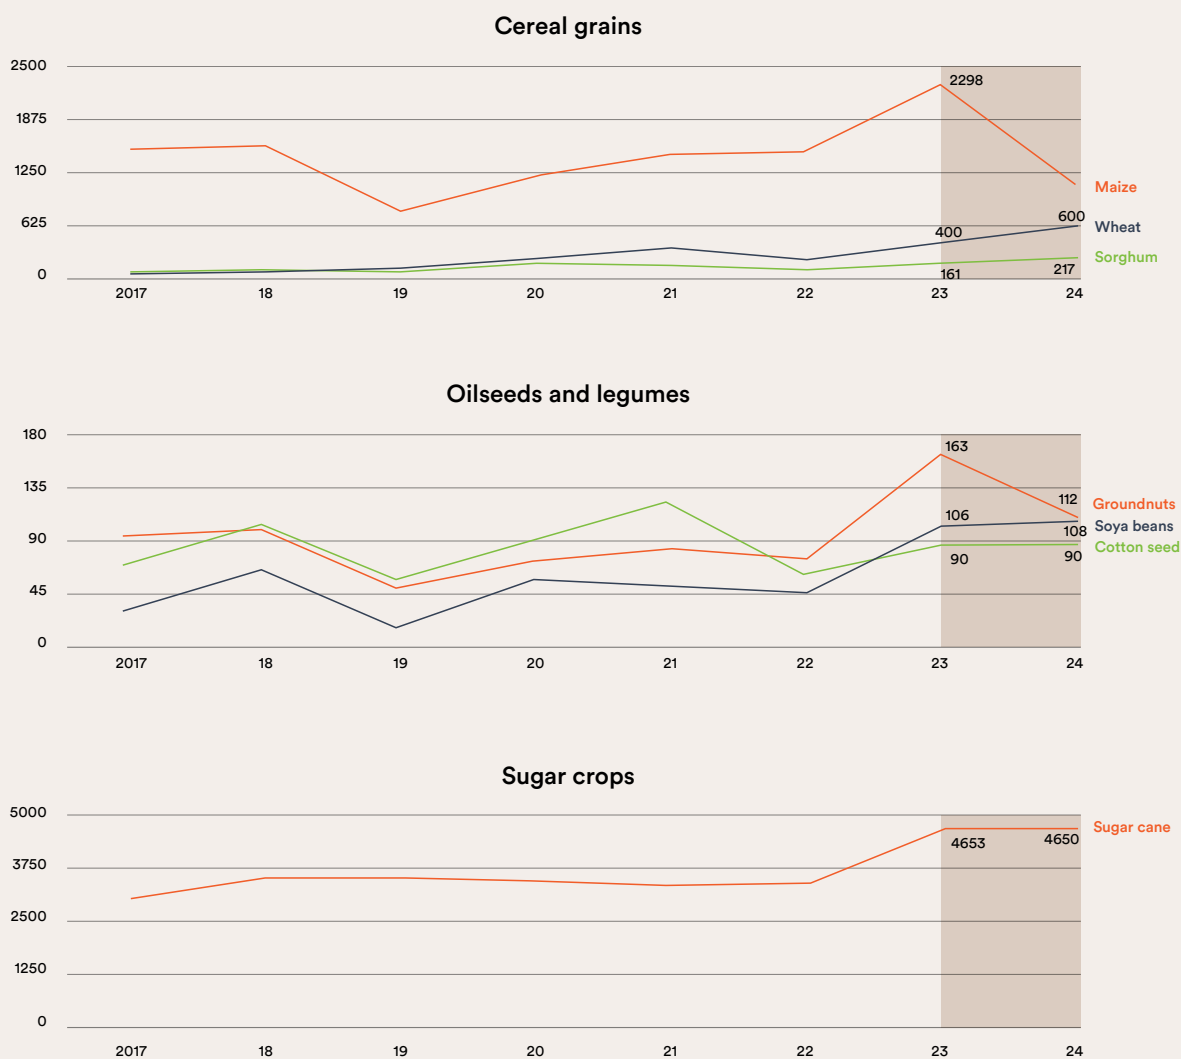 Cereal grains
2500
2298
1875
1250
Maize
625
600
400
Wheat
Sorghum
0
161
217
2017 18 19 20 21 22 23 24
Oilseeds and legumes
180
163
135
112
Groundnuts
106
Soya beans
90
108
Cotton seed
90
90
45
0
2017 18 19 20 21 22 23 24
Sugar crops
5000
Sugar cane
4653
4650
3750
2500
1250
0
2017 18 19 20 21 22 23 24